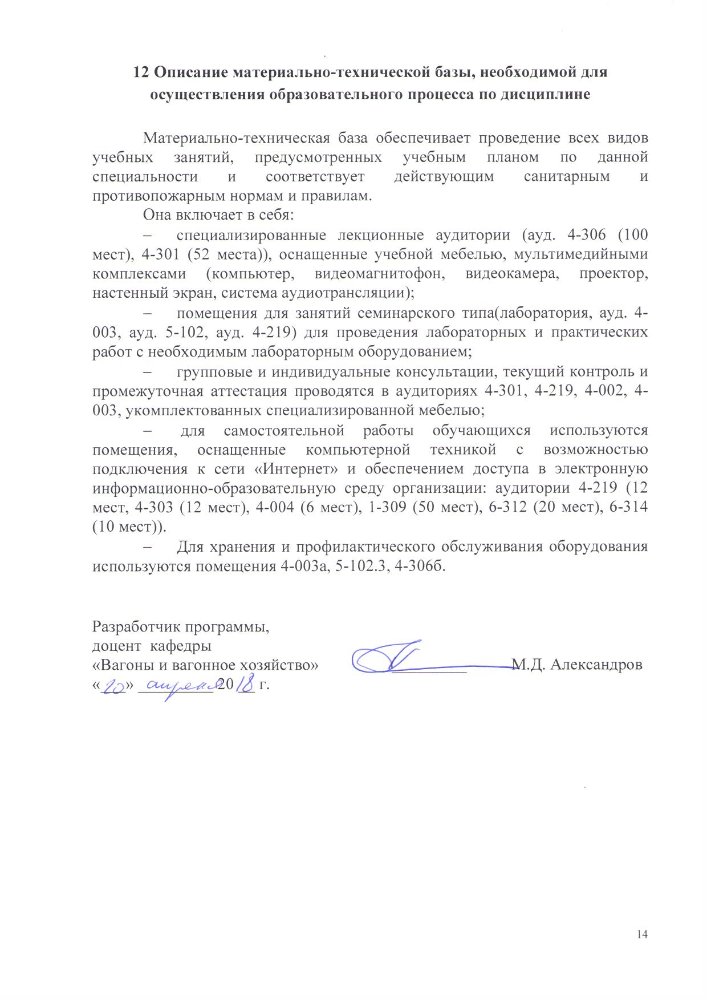 12 Описание материально-технической базы, необходимой для
осуществления образовательного процесса по дисциплине
Материально-техническая база обеспечивает проведение всех видов
учебных занятий, предусмотренных учебным планом по данной
специальности и соответствует действующим санитарным и
противопожарным нормам и правилам.
Она включает в себя:
– специализированные лекционные аудитории (ауд. 4-306 (100
мест), 4-301 (52 места)), оснащенные учебной мебелью, мультимедийными
комплексами (компьютер, видеомагнитофон, видеокамера, проектор,
настенный экран, система аудиотрансляции);
– помещения для занятий семинарского типа(лаборатория, ауд. 4-
003, ауд. 5-102, ауд. 4-219) для проведения лабораторных и практических
работ с необходимым лабораторным оборудованием;
– групповые и индивидуальные консультации, текущий контроль и
промежуточная аттестация проводятся в аудиториях 4-301, 4-219, 4-002, 4-
003, укомплектованных специализированной мебелью;
– для самостоятельной работы обучающихся используются
помещения, оснащенные компьютерной техникой с возможностью
подключения к сети «Интернет» и обеспечением доступа в электронную
информационно-образовательную среду организации: аудитории 4-219 (12
мест, 4-303 (12 мест), 4-004 (6 мест), 1-309 (50 мест), 6-312 (20 мест), 6-314
(10 мест)).
– Для хранения и профилактического обслуживания оборудования
используются помещения 4-003а, 5-102.3, 4-306б.
Разработчик программы,
доцент кафедры
«Вагоны и вагонное хозяйство» М.Д. Александров
«20» апреля 2018 г.
14